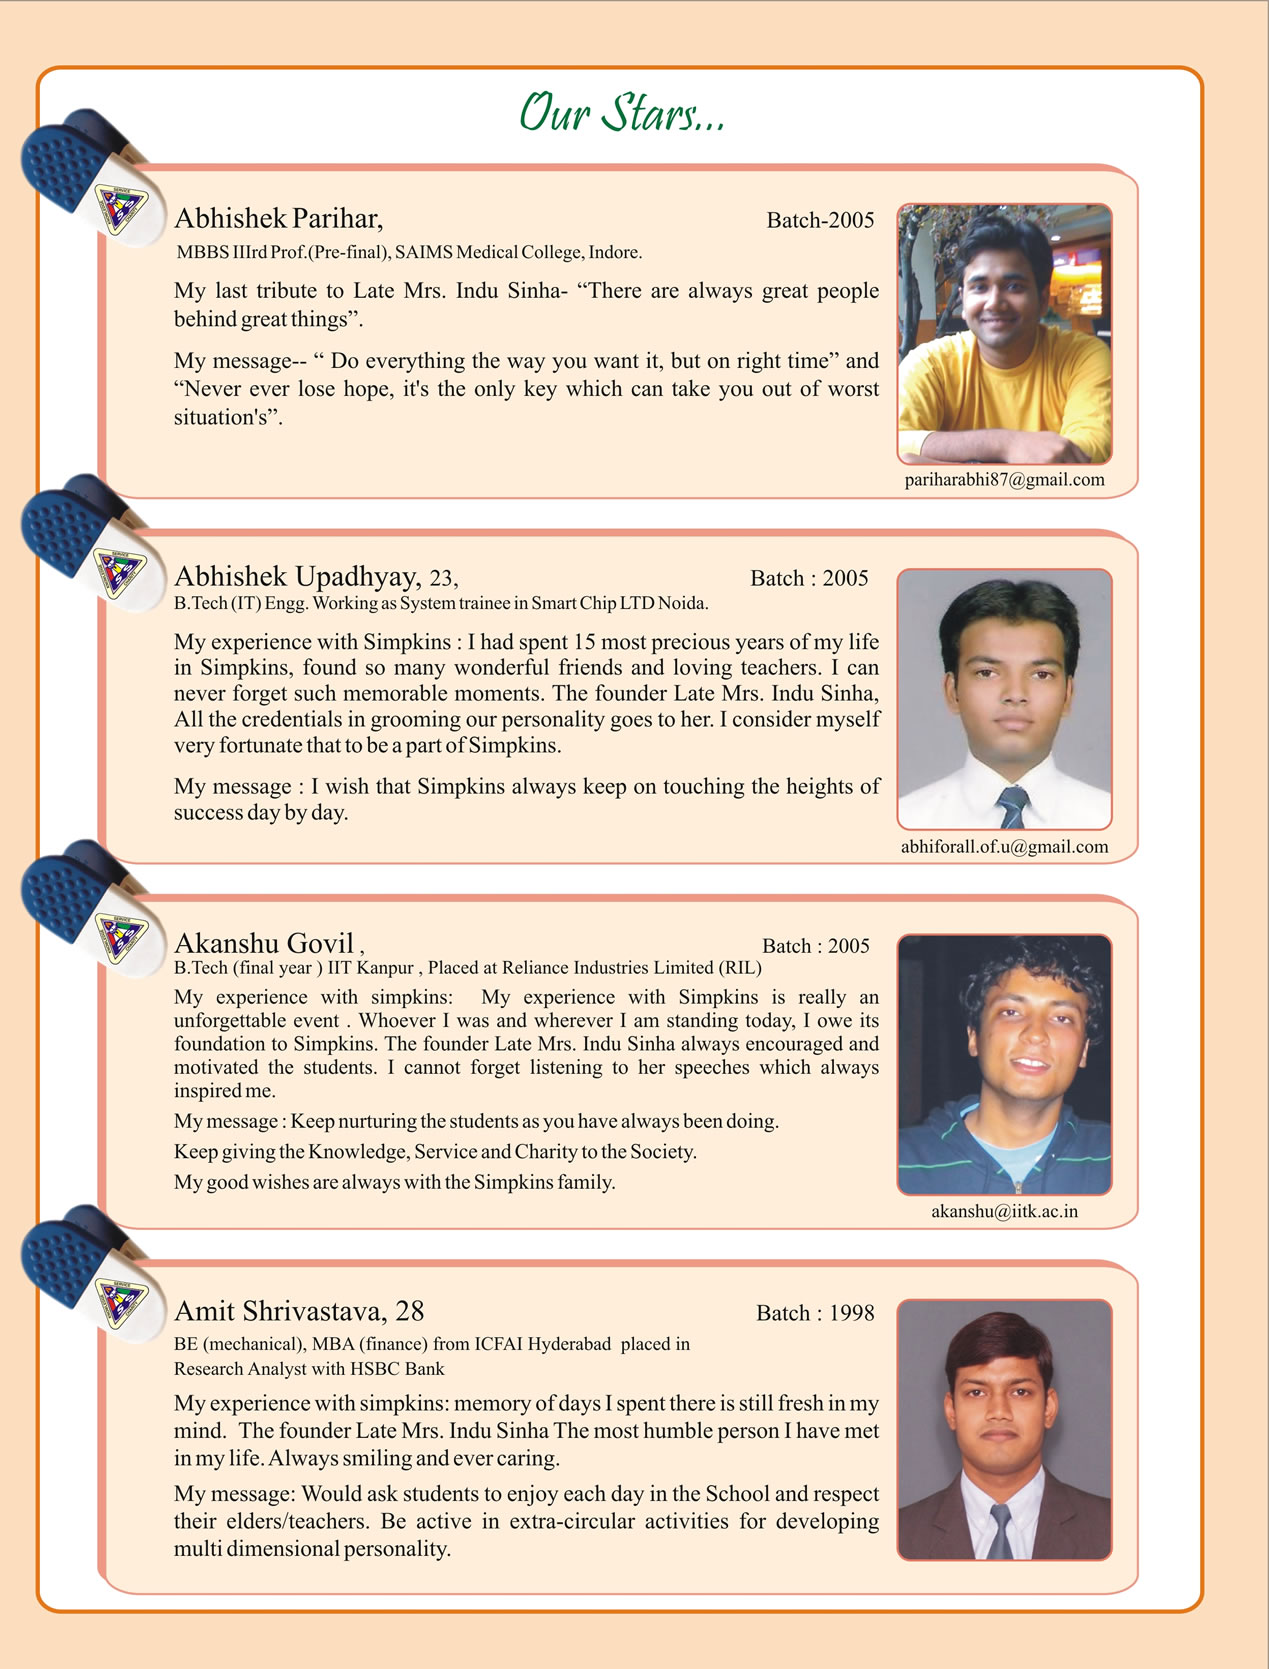 Our Stars...
SERVICE
Abhishek Parihar,
Batch-2005
MBBS IIIrd Prof.(Pre-final), SAIMS Medical College, Indore.
My last tribute to Late Mrs. Indu Sinha- “There are always great people
behind great things”.
My message-- “ Do everything the way you want it, but on right time” and
“Never ever lose hope, it's the only key which can take you out of worst
situation's”.
pariharabhi87@gmail.com
SERVICE
Abhishek Upadhyay, 23,
Batch : 2005
B.Tech (IT) Engg. Working as System trainee in Smart Chip LTD Noida.
My experience with Simpkins : I had spent 15 most precious years of my life
in Simpkins, found so many wonderful friends and loving teachers. I can
never forget such memorable moments. The founder Late Mrs. Indu Sinha,
All the credentials in grooming our personality goes to her. I consider myself
very fortunate that to be a part of Simpkins.
My message : I wish that Simpkins always keep on touching the heights of
success day by day.
abhiforall.of.u@gmail.com
SERVICE
Akanshu Govil ,
Batch : 2005
B.Tech (final year ) IIT Kanpur , Placed at Reliance Industries Limited (RIL)
My experience with simpkins: My experience with Simpkins is really an
unforgettable event . Whoever I was and wherever I am standing today, I owe its
foundation to Simpkins. The founder Late Mrs. Indu Sinha always encouraged and
motivated the students. I cannot forget listening to her speeches which always
inspired me.
My message : Keep nurturing the students as you have always been doing.
Keep giving the Knowledge, Service and Charity to the Society.
My good wishes are always with the Simpkins family.
akanshu@iitk.ac.in
SERVICE
Amit Shrivastava, 28
Batch : 1998
BE (mechanical), MBA (finance) from ICFAI Hyderabad placed in
Research Analyst with HSBC Bank
My experience with simpkins: memory of days I spent there is still fresh in my
mind. The founder Late Mrs. Indu Sinha The most humble person I have met
in my life. Always smiling and ever caring.
My message: Would ask students to enjoy each day in the School and respect
their elders/teachers. Be active in extra-circular activities for developing
multi dimensional personality.